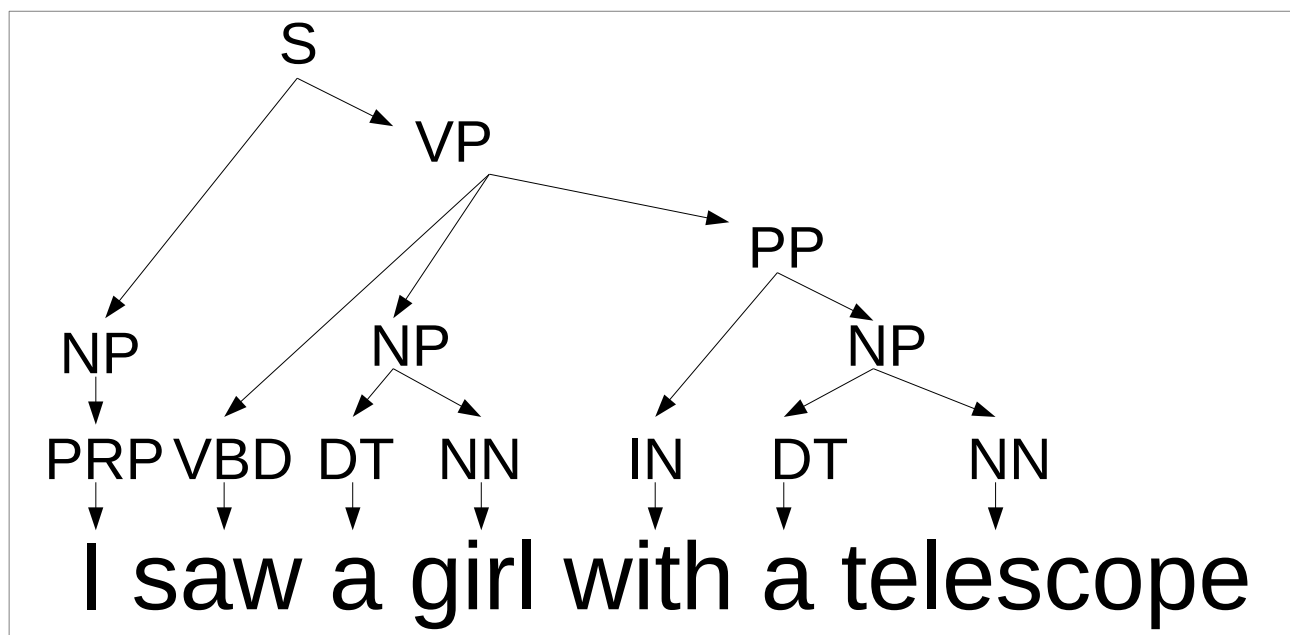 S
VP
PP
NP NP NP
PRP VBD DT NN IN DT NN
I saw a girl with a telescope